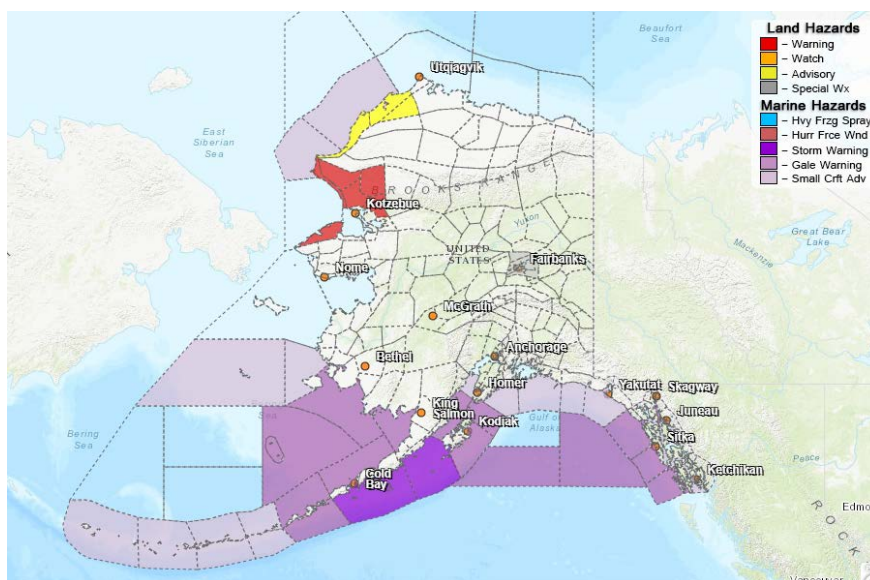 Beaufort
Sea
Land Hazards
– Warning
– Watch
– Advisory
– Special Wx
Marine Hazards
– Hvy Frzg Spray
– Hurr Frce Wnd
– Storm Warning
– Gale Warning
– Small Crft Adv
Utqiagvik
East
Siberian
Sea
BROOKS RANGE
Kotzebue
Yukon
Great Bear
Lake
Mackenzie
UNITED
STATES
Fairbanks
Nome
McGrath
Anchorage
Bethel
Homer
Yakutat
Skagway
King
Salmon
Kodiak
Gulf of
Alaska
Juneau
Sitka
Bering
Sea
Peace
Cold
Bay
Ketchikan
Edmo
ROCK
Vancouver